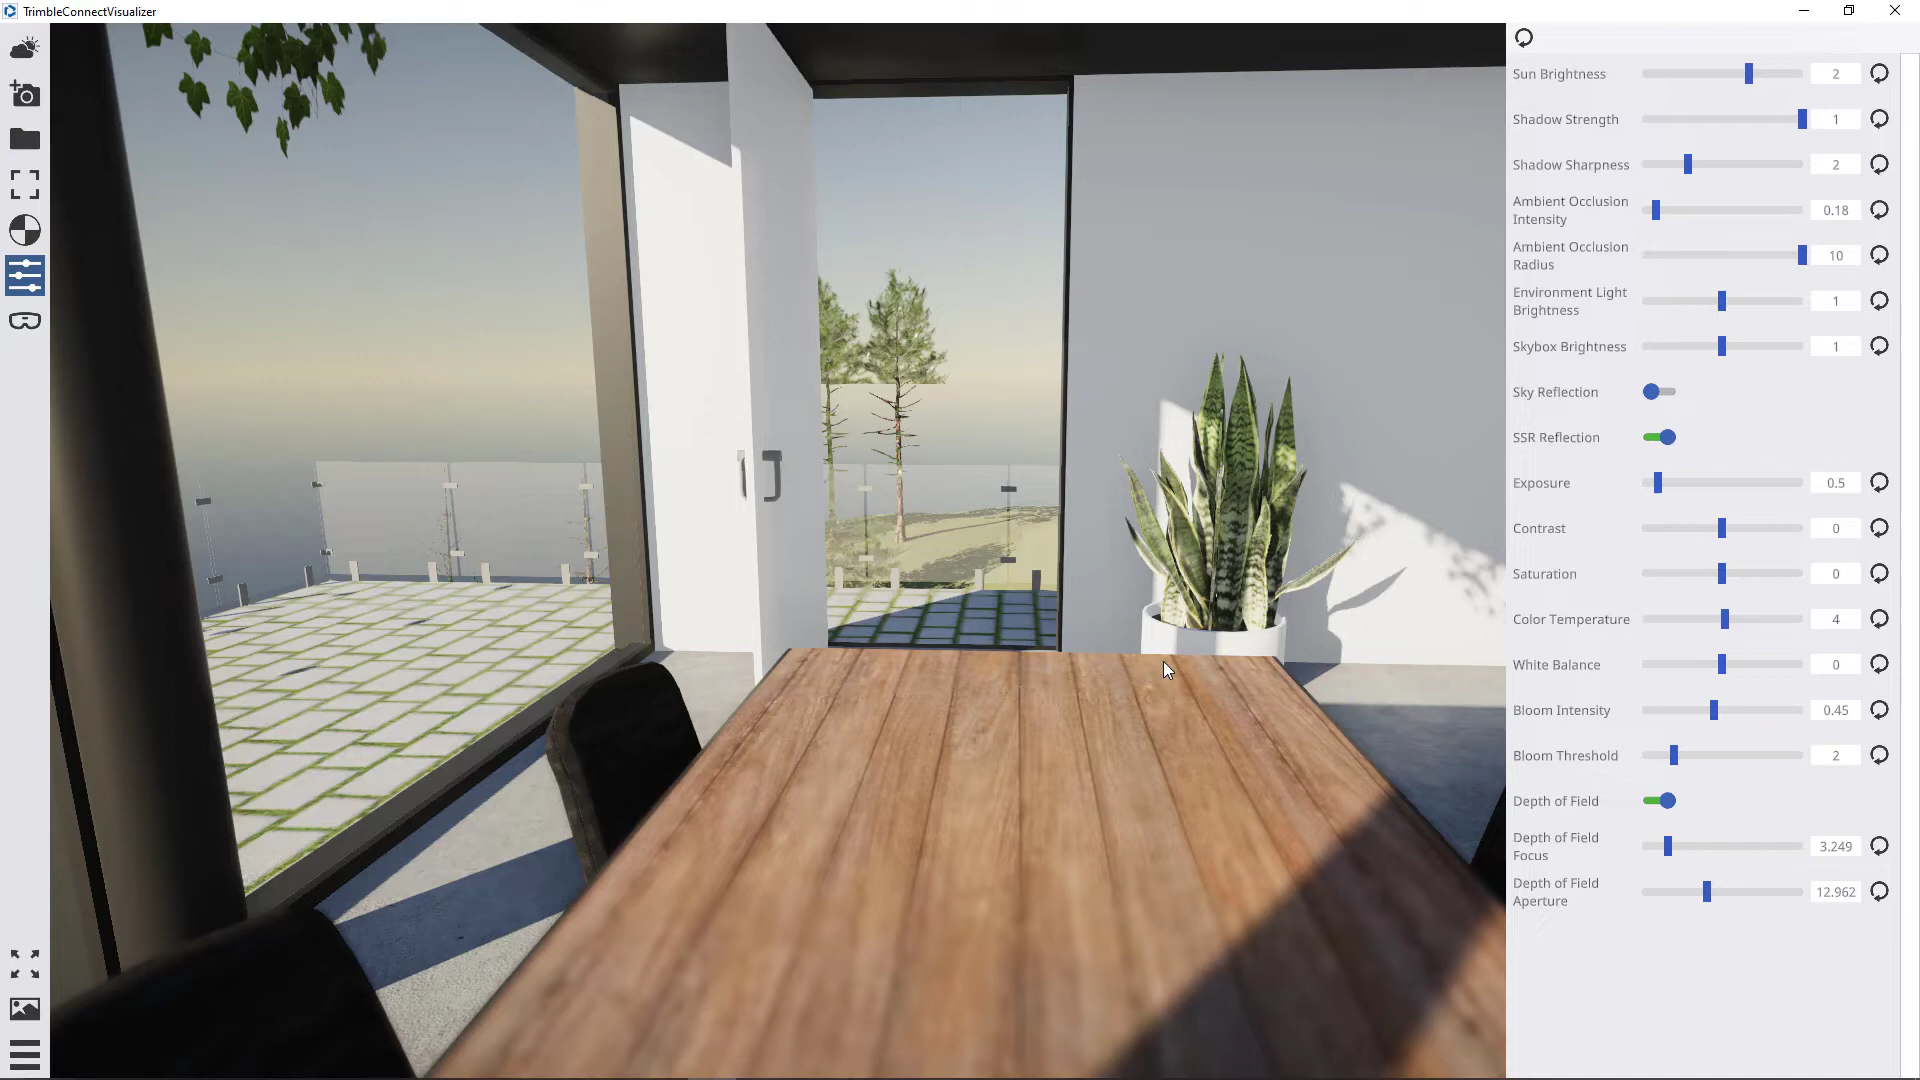 TrimbleConnectVisualizer
Sun Brightness 2
Shadow Strength 1
Shadow Sharpness 2
Ambient Occlusion
Intensity 0.18
Ambient Occlusion
Radius 10
Environment Light
Brightness 1
Skybox Brightness 1
Sky Reflection
SSR Reflection
Exposure 0.5
Contrast 0
Saturation 0
Color Temperature 4
White Balance 0
Bloom Intensity 0.45
Bloom Threshold 2
Depth of Field
Depth of Field
Focus 3.249
Depth of Field
Aperture 12.962